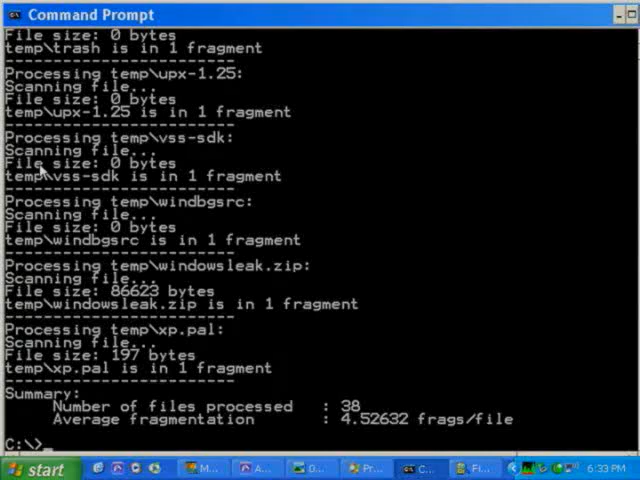 Command Prompt
File size: 0 bytes
temp\trash is in 1 fragment
------------------------
Processing temp\upx-1.25:
Scanning file...
File size: 0 bytes
temp\upx-1.25 is in 1 fragment
------------------------
Processing temp\vss-sdk:
Scanning file...
File size: 0 bytes
temp\vss-sdk is in 1 fragment
------------------------
Processing temp\windbgsrc:
Scanning file...
File size: 0 bytes
temp\windbgsrc is in 1 fragment
------------------------
Processing temp\windowsleak.zip:
Scanning file...
File size: 86623 bytes
temp\windowsleak.zip is in 1 fragment
------------------------
Processing temp\xp.pal:
Scanning file...
File size: 197 bytes
temp\xp.pal is in 1 fragment
------------------------
Summary:
Number of files processed : 38
Average fragmentation : 4.52632 frags/file
C:\>_
start M... A... G... Pr... C... Fi... 6:33 PM